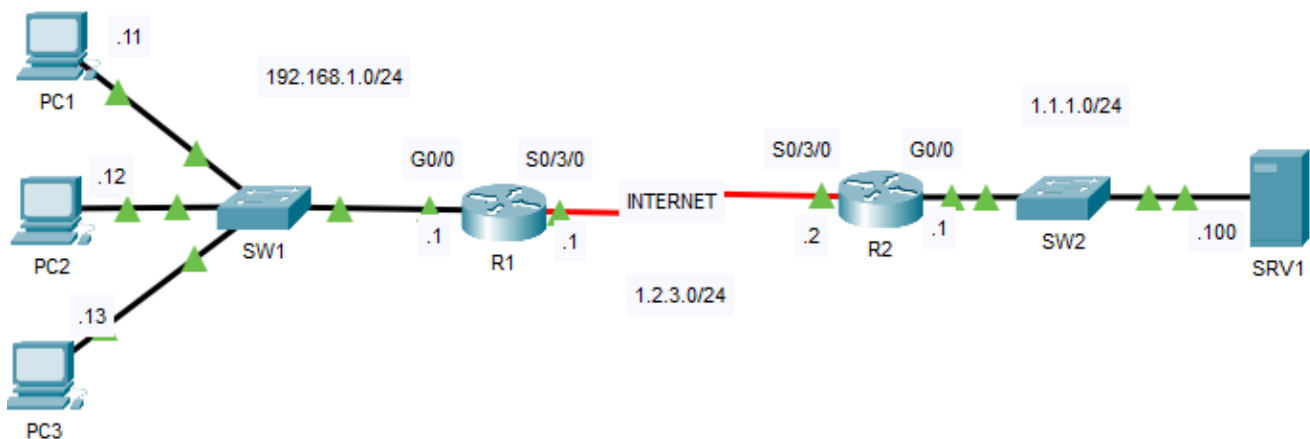 .11
PC1
192.168.1.0/24
1.1.1.0/24
G0/0
S0/3/0
S0/3/0
G0/0
.12
PC2
SW1
.1
R1
.1
INTERNET
.2
R2
.1
SW2
.100
SRV1
1.2.3.0/24
.13
PC3